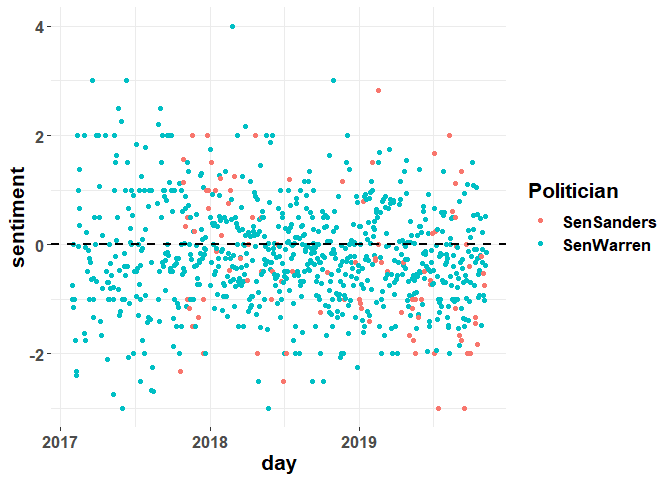 4
2
0
-2
sentiment
2017
2018
2019
day
Politician
SenSanders
SenWarren